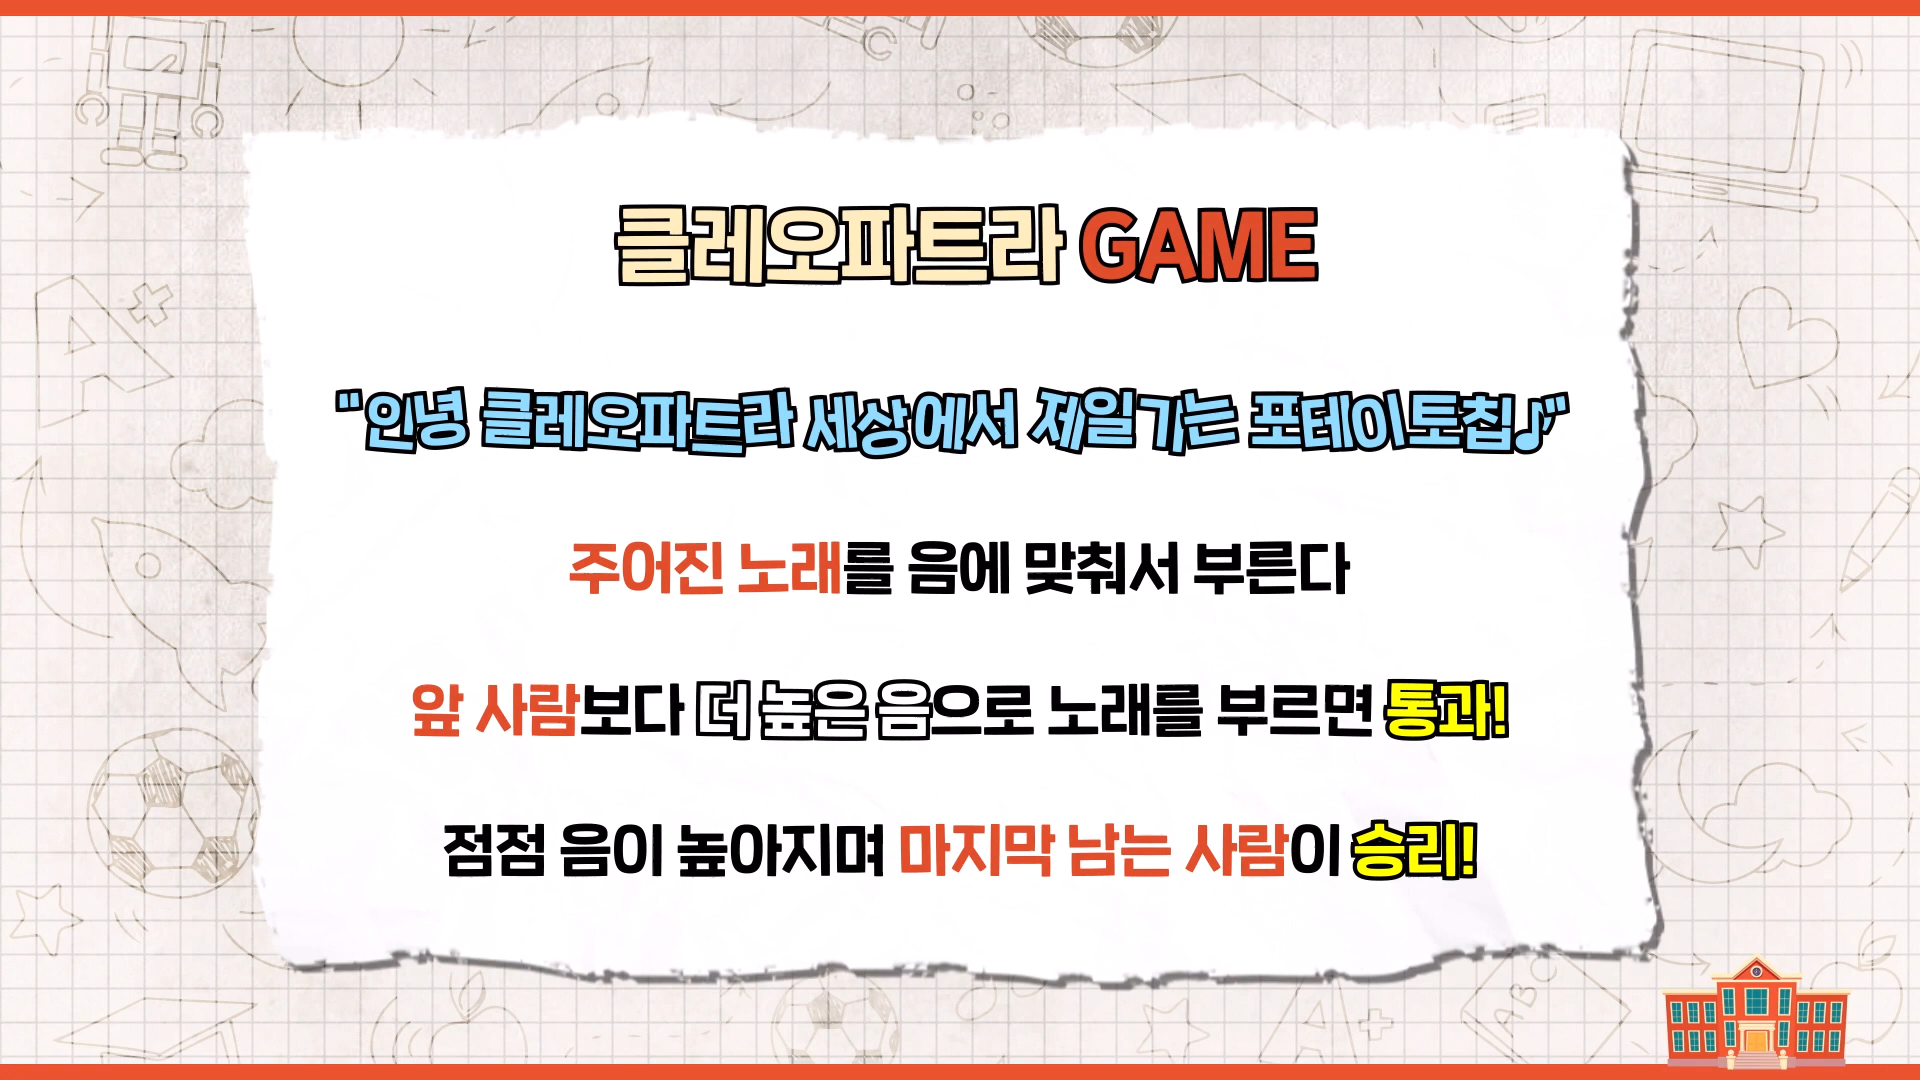 클레오파트라 GAME
"안녕 클레오파트라 세상에서 제일가는 포테이토칩♪"
주어진 노래를 음에 맞춰서 부른다
앞 사람보다 더 높은 음으로 노래를 부르면 통과!
점점 음이 높아지며 마지막 남는 사람이 승리!
ABC
A+
A+